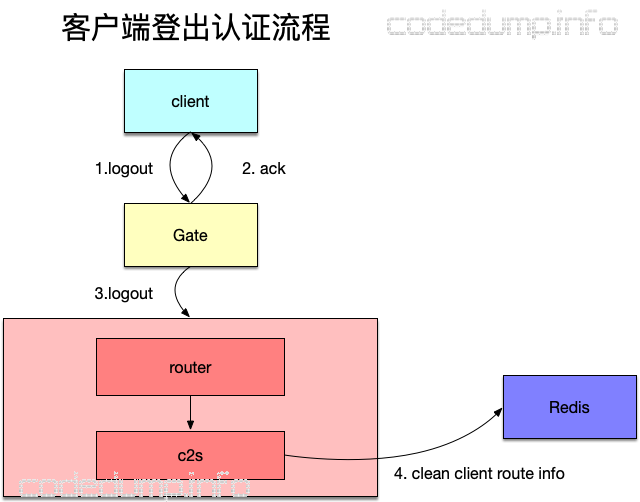 客户端登出认证流程
codedump.info
client
1.logout
2. ack
Gate
3.logout
router
c2s
Redis
4. clean client route info
codedump.info